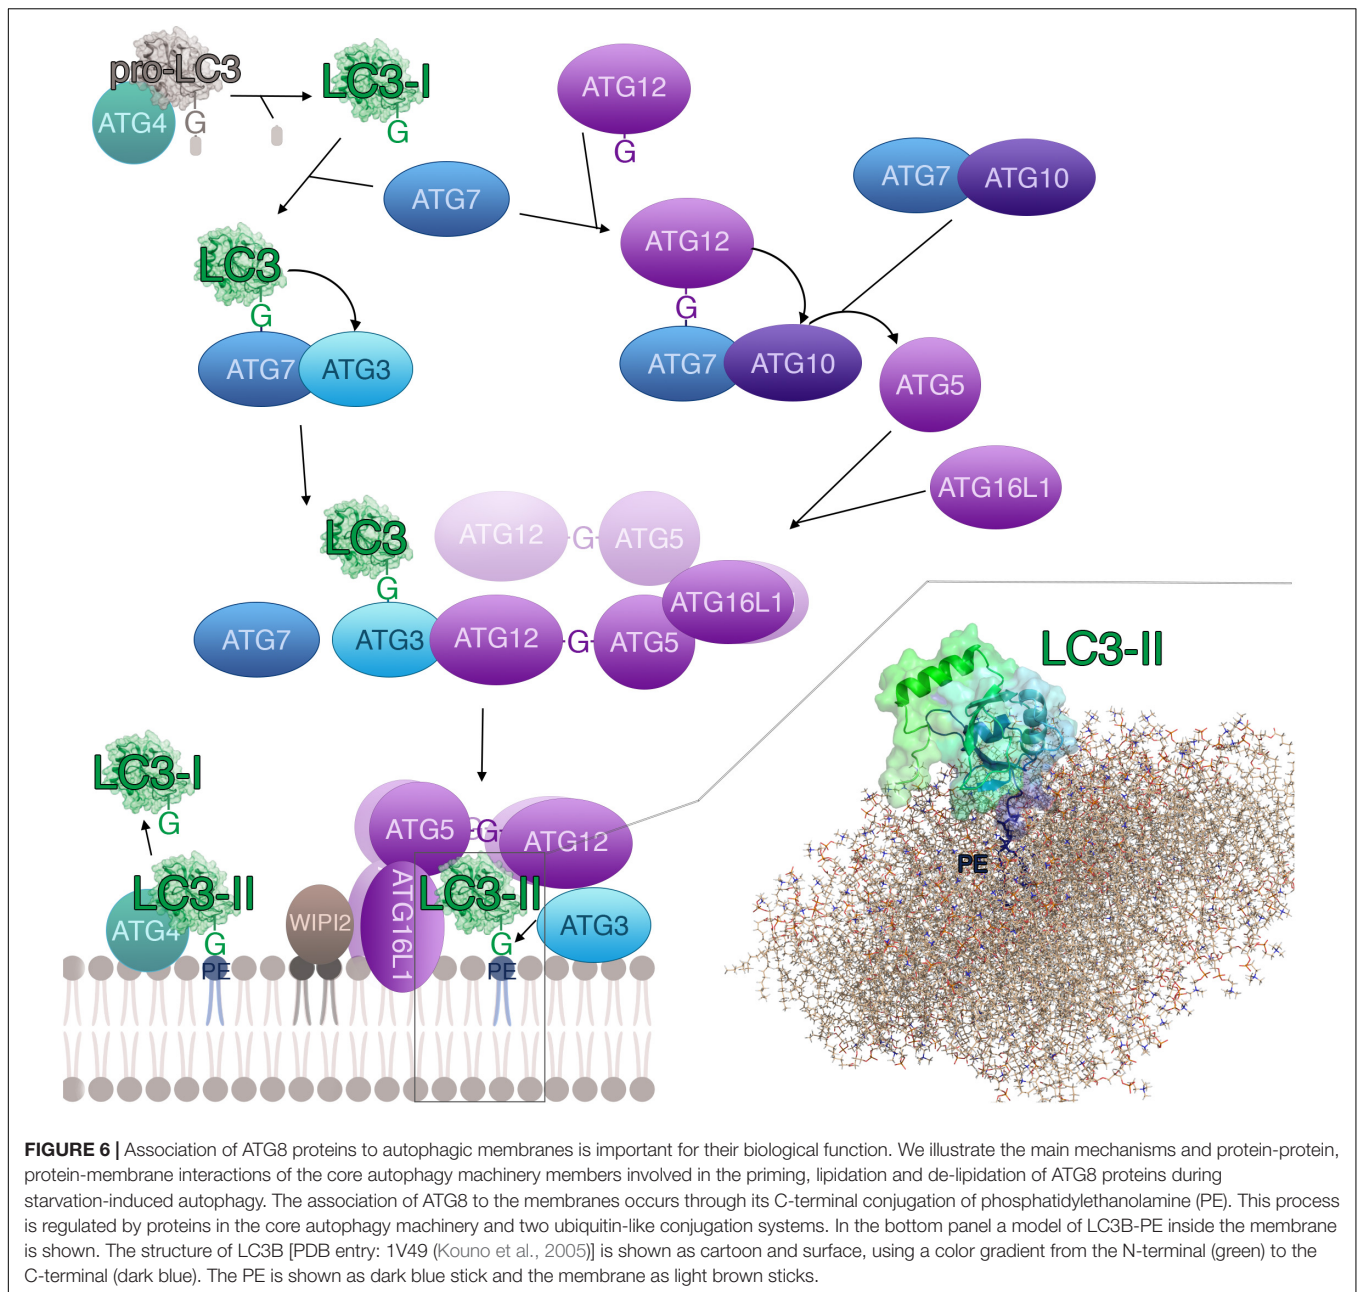 pro-LC3
ATG4
G
LC3-I
G
ATG12
G
ATG7
ATG7
ATG10
LC3
G
ATG7
ATG3
ATG12
G
ATG7
ATG10
ATG5
ATG16L1
LC3
G
ATG12
G
ATG5
ATG16L1
ATG7
ATG3
ATG12
G
ATG5
LC3-II
PE
LC3-I
G
ATG5
G
G
ATG12
LC3-II
ATG4
G
PE
WIPI2
ATG16L1
LC3-II
G
PE
ATG3
FIGURE 6 | Association of ATG8 proteins to autophagic membranes is important for their biological function. We illustrate the main mechanisms and protein-protein,
protein-membrane interactions of the core autophagy machinery members involved in the priming, lipidation and de-lipidation of ATG8 proteins during
starvation-induced autophagy. The association of ATG8 to the membranes occurs through its C-terminal conjugation of phosphatidylethanolamine (PE). This process
is regulated by proteins in the core autophagy machinery and two ubiquitin-like conjugation systems. In the bottom panel a model of LC3B-PE inside the membrane
is shown. The structure of LC3B [PDB entry: 1V49 (Kouno et al., 2005)] is shown as cartoon and surface, using a color gradient from the N-terminal (green) to the
C-terminal (dark blue). The PE is shown as dark blue stick and the membrane as light brown sticks.